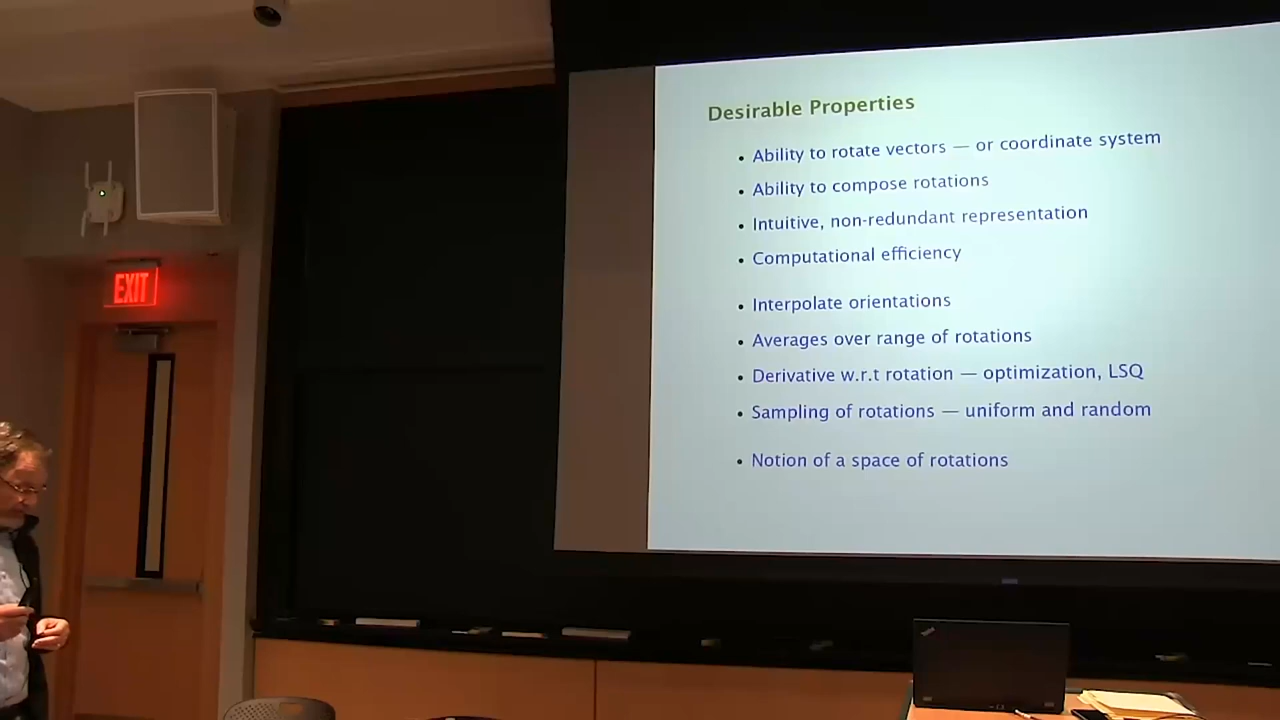 Desirable Properties
• Ability to rotate vectors — or coordinate system
• Ability to compose rotations
• Intuitive, non-redundant representation
• Computational efficiency
• Interpolate orientations
• Averages over range of rotations
• Derivative w.r.t rotation — optimization, LSQ
• Sampling of rotations — uniform and random
• Notion of a space of rotations
EXIT